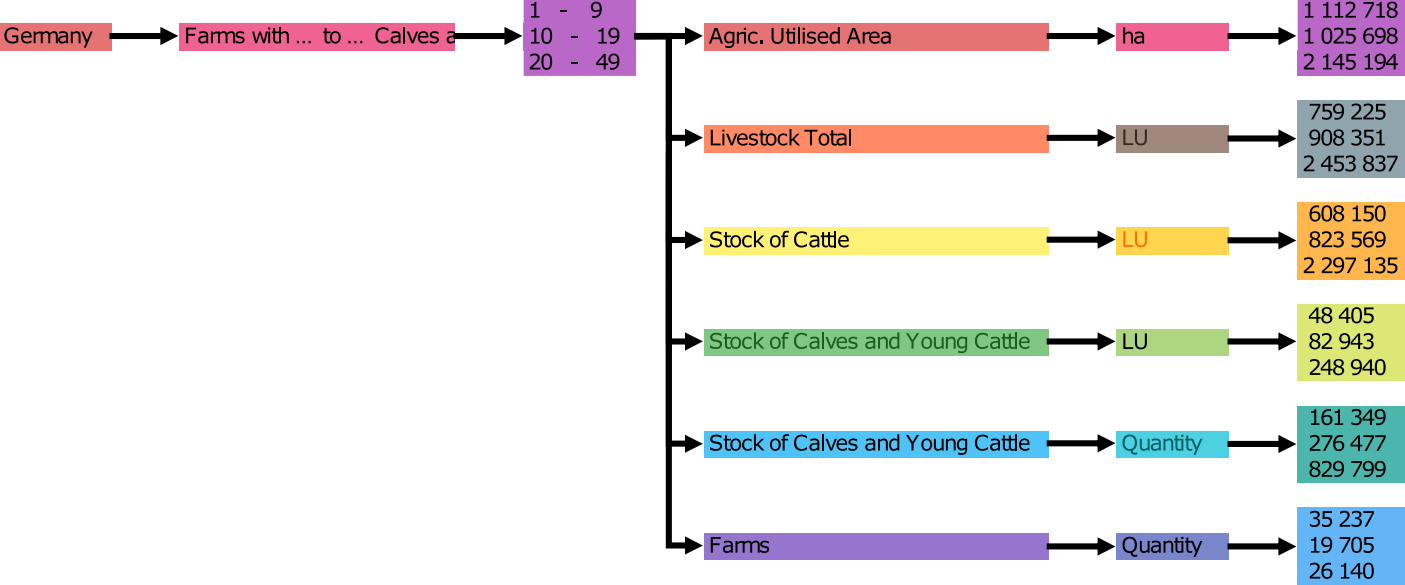 Germany
Farms with ... to ... Calves a
1 - 9
10 - 19
20 - 49
Agric. Utilised Area
ha
1 112 718
1 025 698
2 145 194
Livestock Total
LU
759 225
908 351
2 453 837
Stock of Cattle
LU
608 150
823 569
2 297 135
Stock of Calves and Young Cattle
LU
48 405
82 943
248 940
Stock of Calves and Young Cattle
Quantity
161 349
276 477
829 799
Farms
Quantity
35 237
19 705
26 140